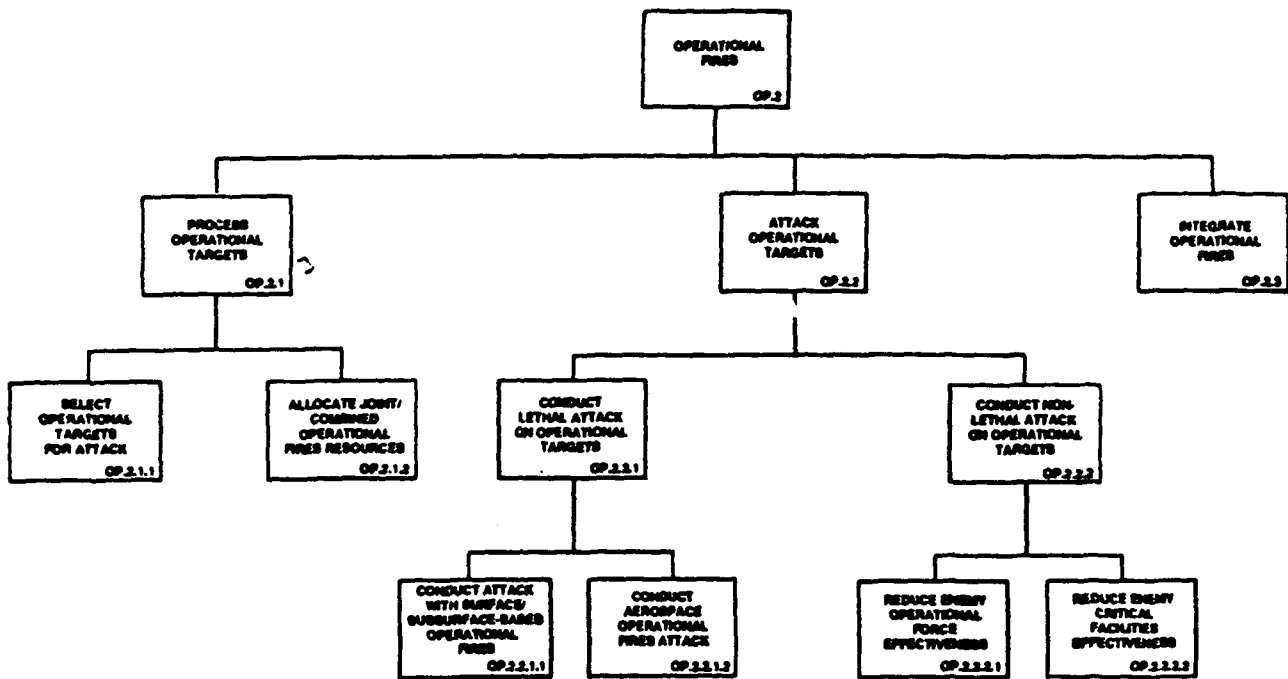 OPERATIONAL
FIRES
OP.2
PROCESS
OPERATIONAL
TARGETS
OP.2.1
ATTACK
OPERATIONAL
TARGETS
OP.2.2
INTEGRATE
OPERATIONAL
FIRES
OP.2.3
SELECT
OPERATIONAL
TARGETS
FOR ATTACK
OP.2.1.1
ALLOCATE JOINT/
COMBINED
OPERATIONAL
FIRES RESOURCES
OP.2.1.2
CONDUCT
LETHAL ATTACK
ON OPERATIONAL
TARGETS
OP.2.2.1
CONDUCT NON-
LETHAL ATTACK
ON OPERATIONAL
TARGETS
OP.2.2.2
CONDUCT ATTACK
WITH SURFACE/
SUBSURFACE-BASED
OPERATIONAL
FIRES
OP.2.2.1.1
CONDUCT
AEROSPACE
OPERATIONAL
FIRES ATTACK
OP.2.2.1.2
REDUCE ENEMY
OPERATIONAL
FORCE
EFFECTIVENESS
OP.2.2.2.1
REDUCE ENEMY
CRITICAL
FACILITIES
EFFECTIVENESS
OP.2.2.2.2